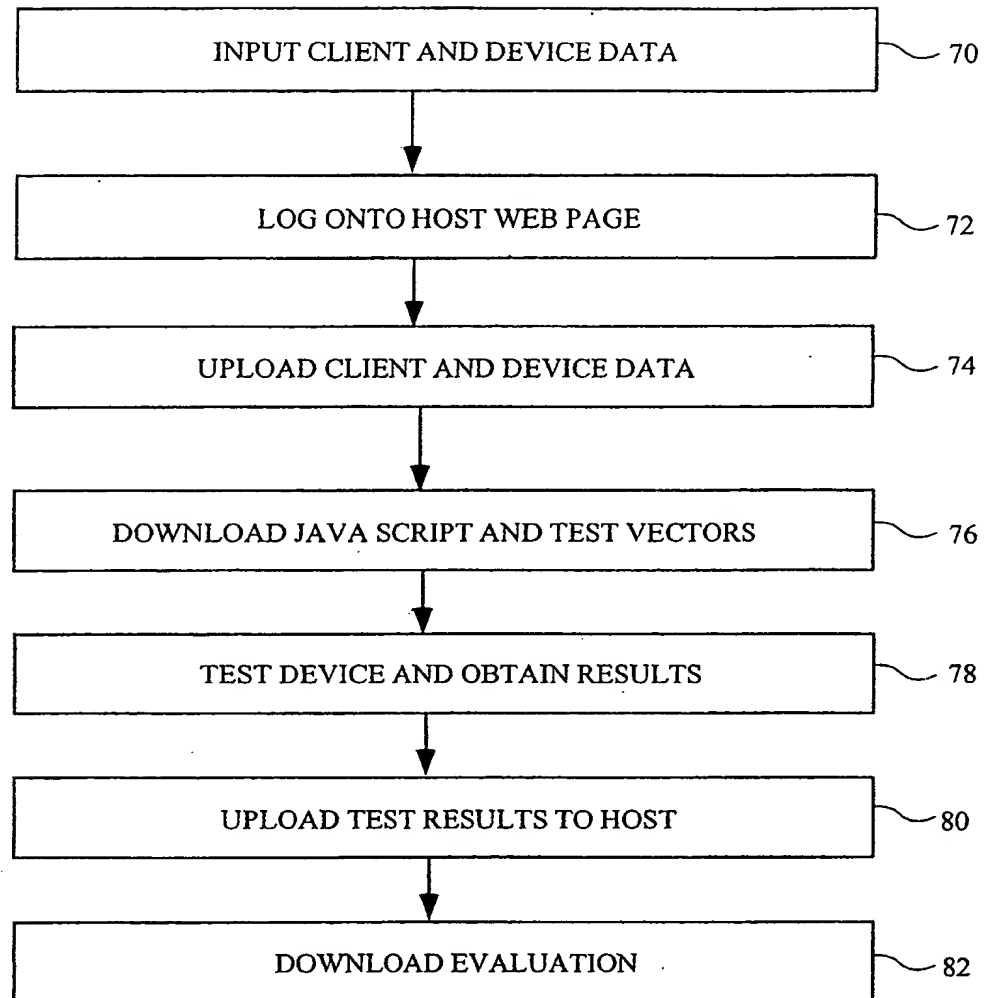 INPUT CLIENT AND DEVICE DATA 70
LOG ONTO HOST WEB PAGE 72
UPLOAD CLIENT AND DEVICE DATA 74
DOWNLOAD JAVA SCRIPT AND TEST VECTORS 76
TEST DEVICE AND OBTAIN RESULTS 78
UPLOAD TEST RESULTS TO HOST 80
DOWNLOAD EVALUATION 82